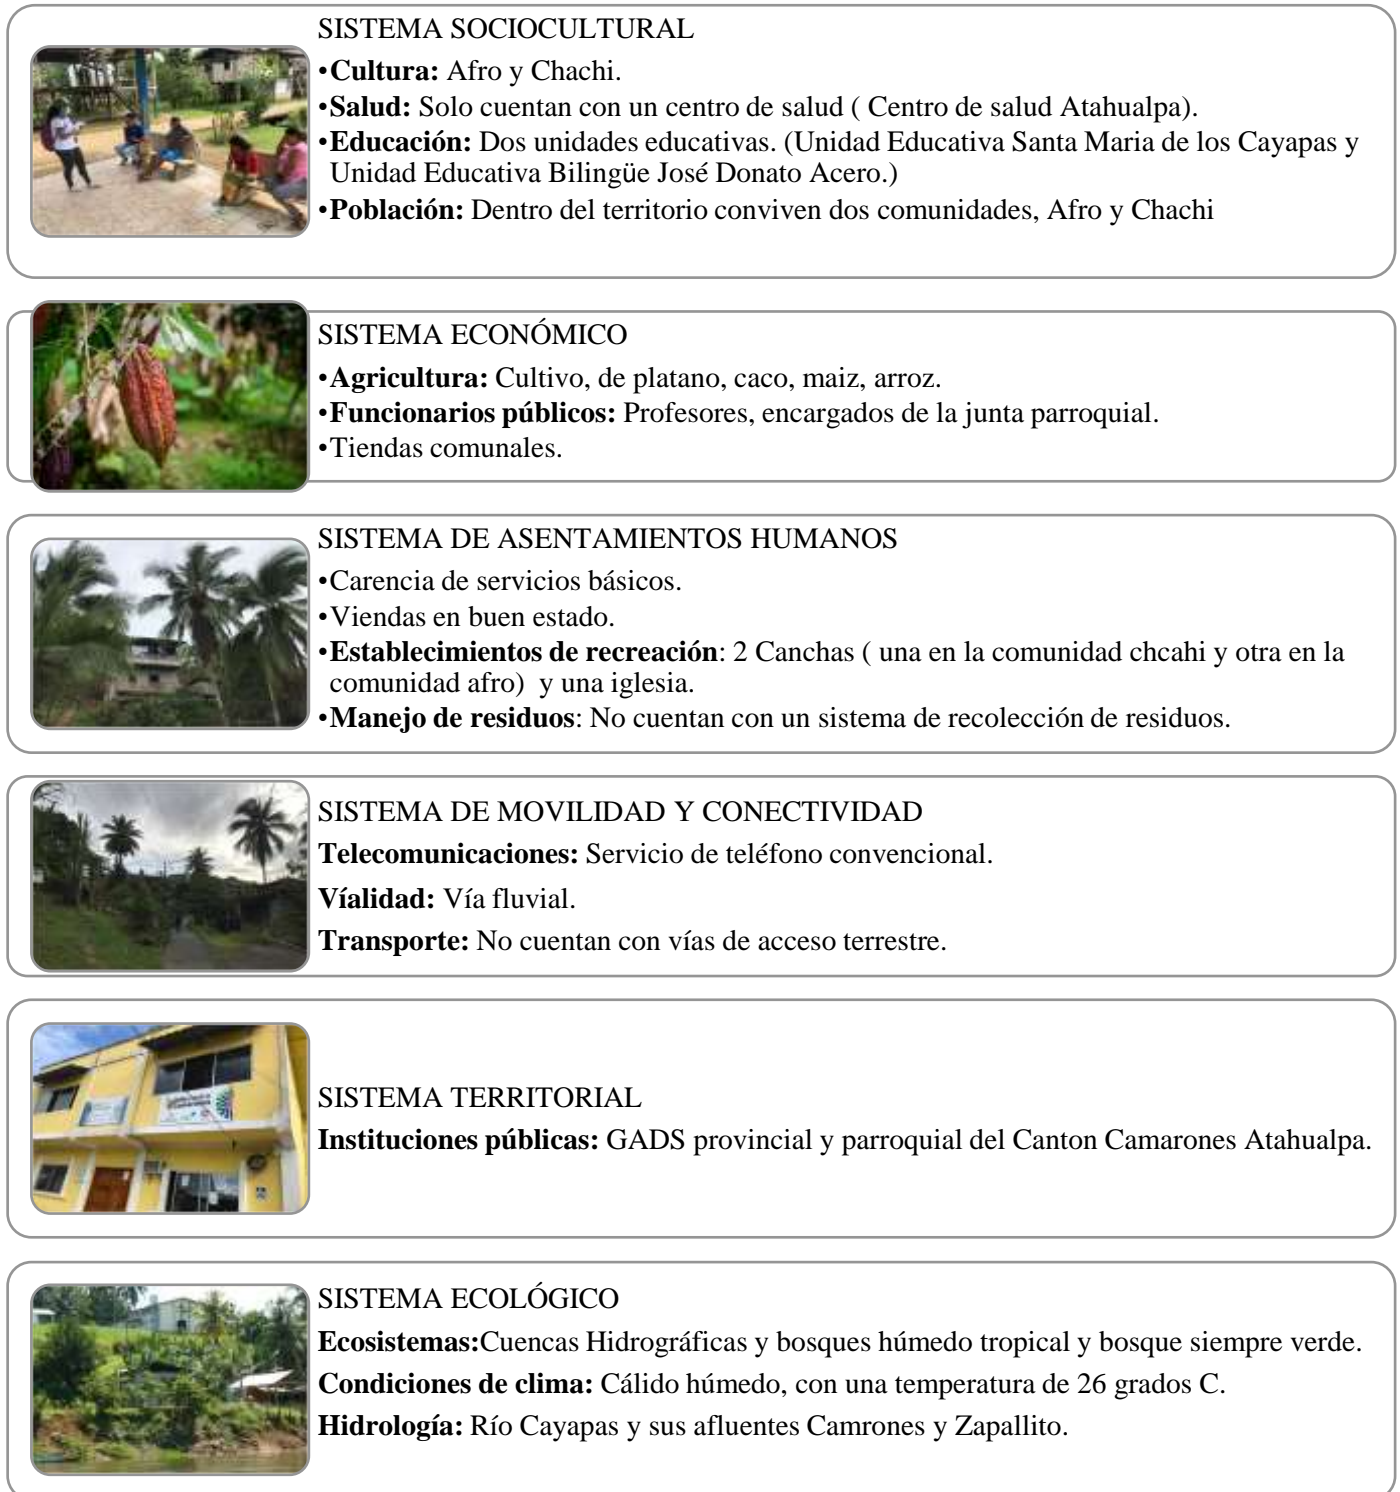 SISTEMA SOCIOCULTURAL
•Cultura: Afro y Chachi.
•Salud: Solo cuentan con un centro de salud ( Centro de salud Atahualpa).
•Educación: Dos unidades educativas. (Unidad Educativa Santa Maria de los Cayapas y
Unidad Educativa Bilingüe José Donato Acero.)
•Población: Dentro del territorio conviven dos comunidades, Afro y Chachi
SISTEMA ECONÓMICO
•Agricultura: Cultivo, de platano, caco, maiz, arroz.
•Funcionarios públicos: Profesores, encargados de la junta parroquial.
•Tiendas comunales.
SISTEMA DE ASENTAMIENTOS HUMANOS
•Carencia de servicios básicos.
•Viendas en buen estado.
•Establecimientos de recreación: 2 Canchas ( una en la comunidad chcahi y otra en la
comunidad afro)  y una iglesia.
•Manejo de residuos: No cuentan con un sistema de recolección de residuos.
SISTEMA DE MOVILIDAD Y CONECTIVIDAD
Telecomunicaciones: Servicio de teléfono convencional.
Víalidad: Vía fluvial.
Transporte: No cuentan con vías de acceso terrestre.
SISTEMA TERRITORIAL
Instituciones públicas: GADS provincial y parroquial del Canton Camarones Atahualpa.
SISTEMA ECOLÓGICO
Ecosistemas:Cuencas Hidrográficas y bosques húmedo tropical y bosque siempre verde.
Condiciones de clima: Cálido húmedo, con una temperatura de 26 grados C.
Hidrología: Río Cayapas y sus afluentes Camrones y Zapallito.